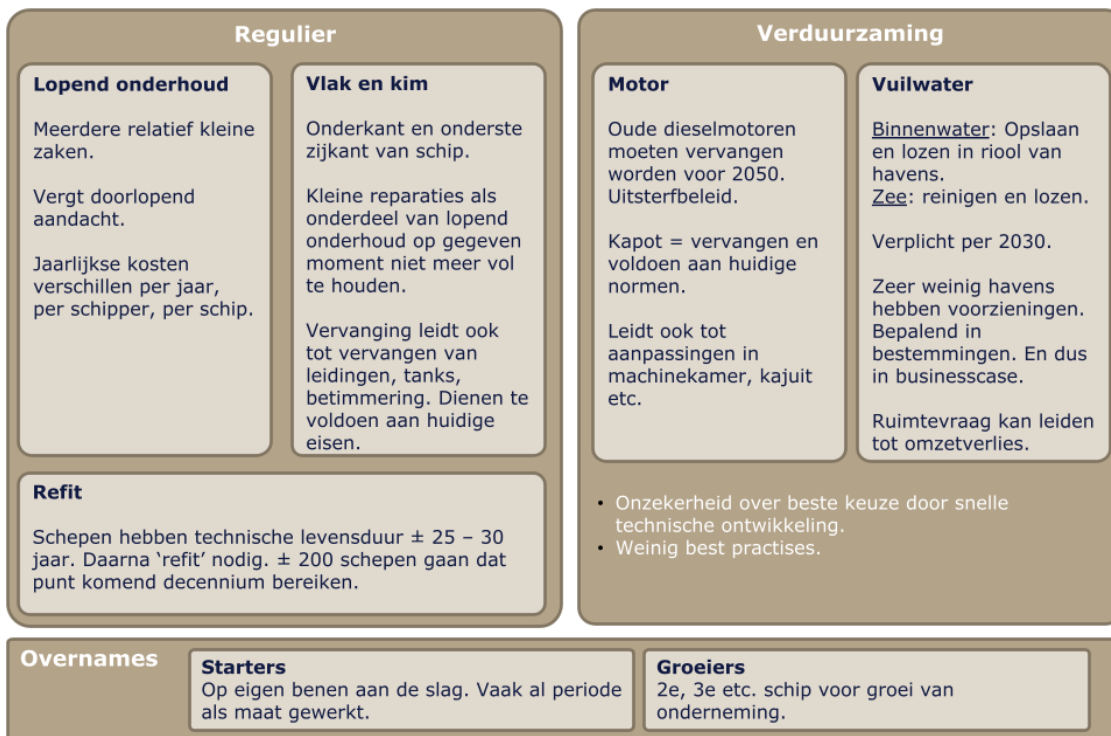 Regulier
Lopend onderhoud
Meerdere relatief kleine
zaken.
Vergt doorlopend
aandacht.
Jaarlijkse kosten
verschillen per jaar,
per schipper, per schip.
Vlak en kim
Onderkant en onderste
zijkant van schip.
Kleine reparaties als
onderdeel van lopend
onderhoud op gegeven
moment niet meer vol
te houden.
Vervanging leidt ook
tot vervangen van
leidingen, tanks,
betimmering. Dienen te
voldoen aan huidige
eisen.
Refit
Schepen hebben technische levensduur ± 25 – 30
jaar. Daarna ‘refit’ nodig. ± 200 schepen gaan dat
punt komend decennium bereiken.
Verduurzaming
Motor
Oude dieselmotoren
moeten vervangen
worden voor 2050.
Uitsterfbeleid.
Kapot = vervangen en
voldoen aan huidige
normen.
Leidt ook tot
aanpassingen in
machinekamer, kajuit
etc.
Vuilwater
Binnenwater: Opslaan
en lozen in riool van
havens.
Zee: reinigen en lozen.
Verplicht per 2030.
Zeer weinig havens
hebben voorzieningen.
Bepalend in
bestemmingen. En dus
in businesscase.
Ruimtevraag kan leiden
tot omzetverlies.
• Onzekerheid over beste keuze door snelle
technische ontwikkeling.
• Weinig best practises.
Overnames
Starters
Op eigen benen aan de slag. Vaak al periode
als maat gewerkt.
Groeiers
2e, 3e etc. schip voor groei van
onderneming.